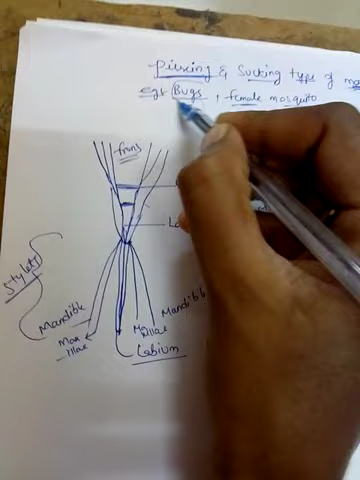 Piercing & Sucking type of
eg: Bugs, female mosquito
frons
Stylets
Mandible
Maxillae
Maxillae
Mandible
Labium